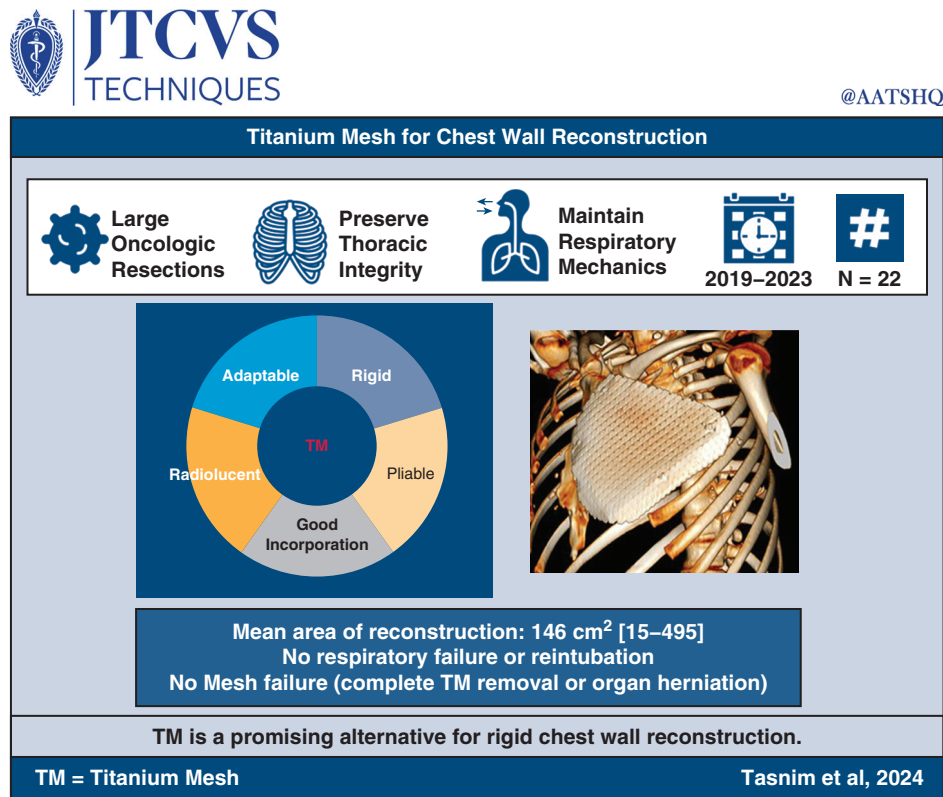 JTCVS
TECHNIQUES
@AATSHQ
Titanium Mesh for Chest Wall Reconstruction
Large
Oncologic
Resections
Preserve
Thoracic
Integrity
Maintain
Respiratory
Mechanics
2019–2023
#
N = 22
Adaptable
Rigid
TM
Radiolucent
Pliable
Good
Incorporation
Mean area of reconstruction: 146 cm² [15–495]
No respiratory failure or reintubation
No Mesh failure (complete TM removal or organ herniation)
TM is a promising alternative for rigid chest wall reconstruction.
TM = Titanium Mesh
Tasnim et al, 2024